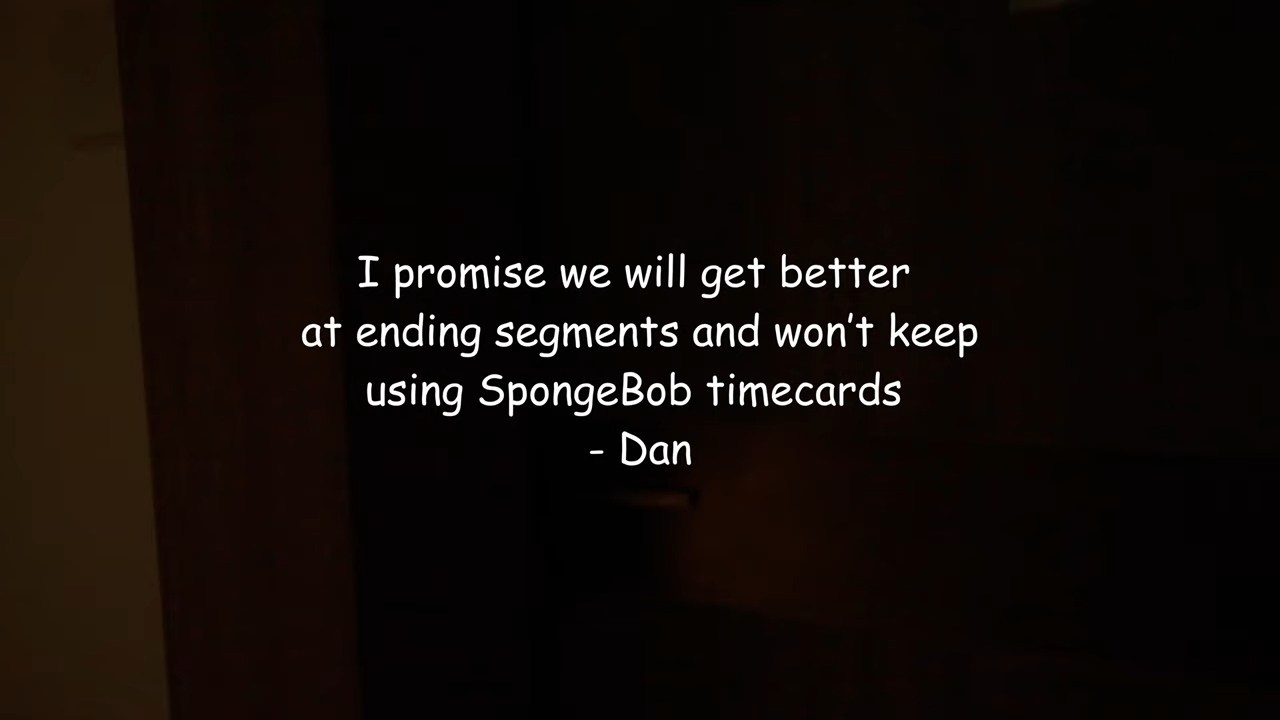 I promise we will get better
at ending segments and won't keep
using SpongeBob timecards
- Dan